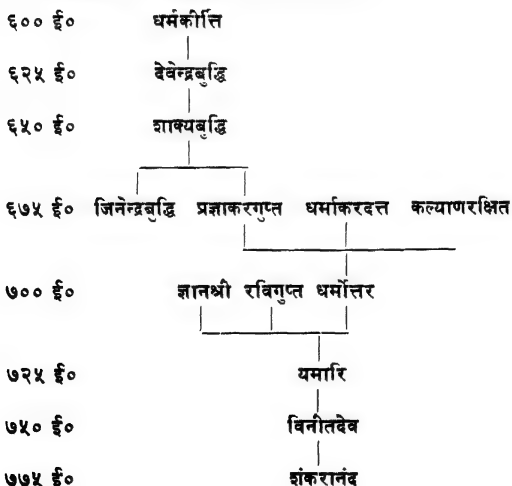 ६०० ई० धर्मकीर्त्ति
६२५ ई० देवेन्द्रबुद्धि
६५० ई० शाक्यबुद्धि
६७५ ई० जिनेन्द्रबुद्धि प्रज्ञाकरगुप्त धर्माकरदत्त कल्याणरक्षित
७०० ई० ज्ञानश्री रविगुप्त धर्मोत्तर
७२५ ई० यमारि
७५० ई० विनीतदेव
७७५ ई० शंकरानंद